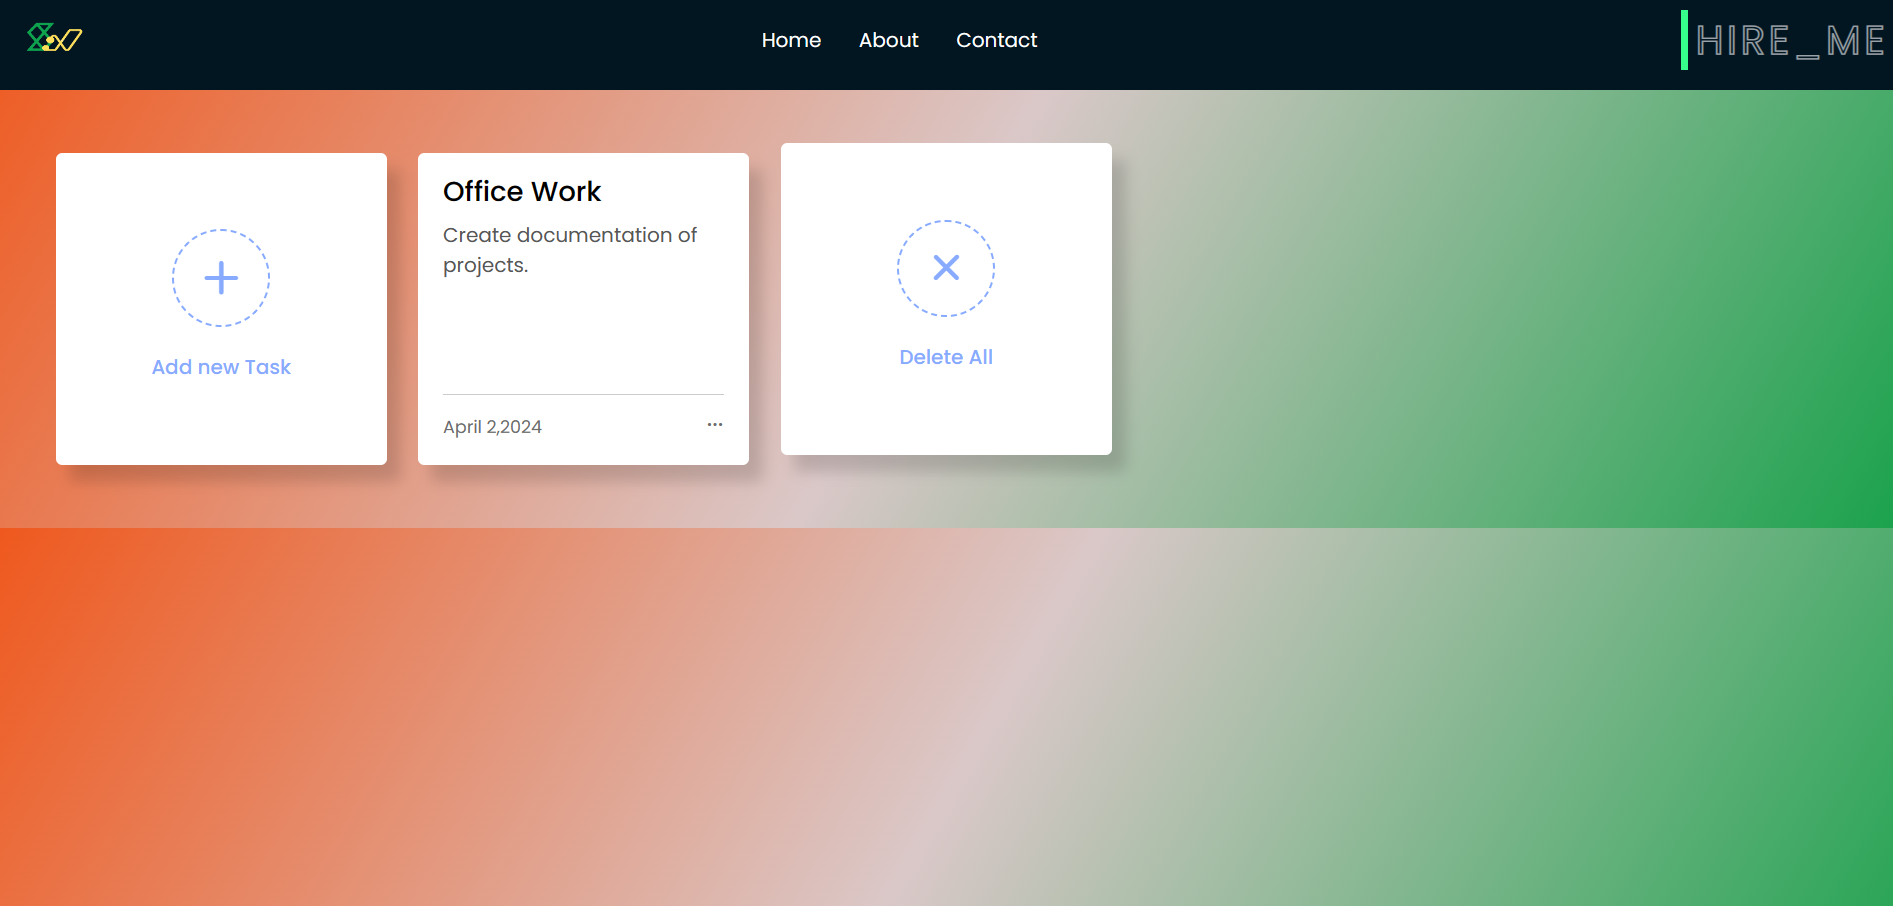 Home About Contact
HIRE_ME
Add new Task
Office Work
Create documentation of
projects.
April 2,2024
Delete All